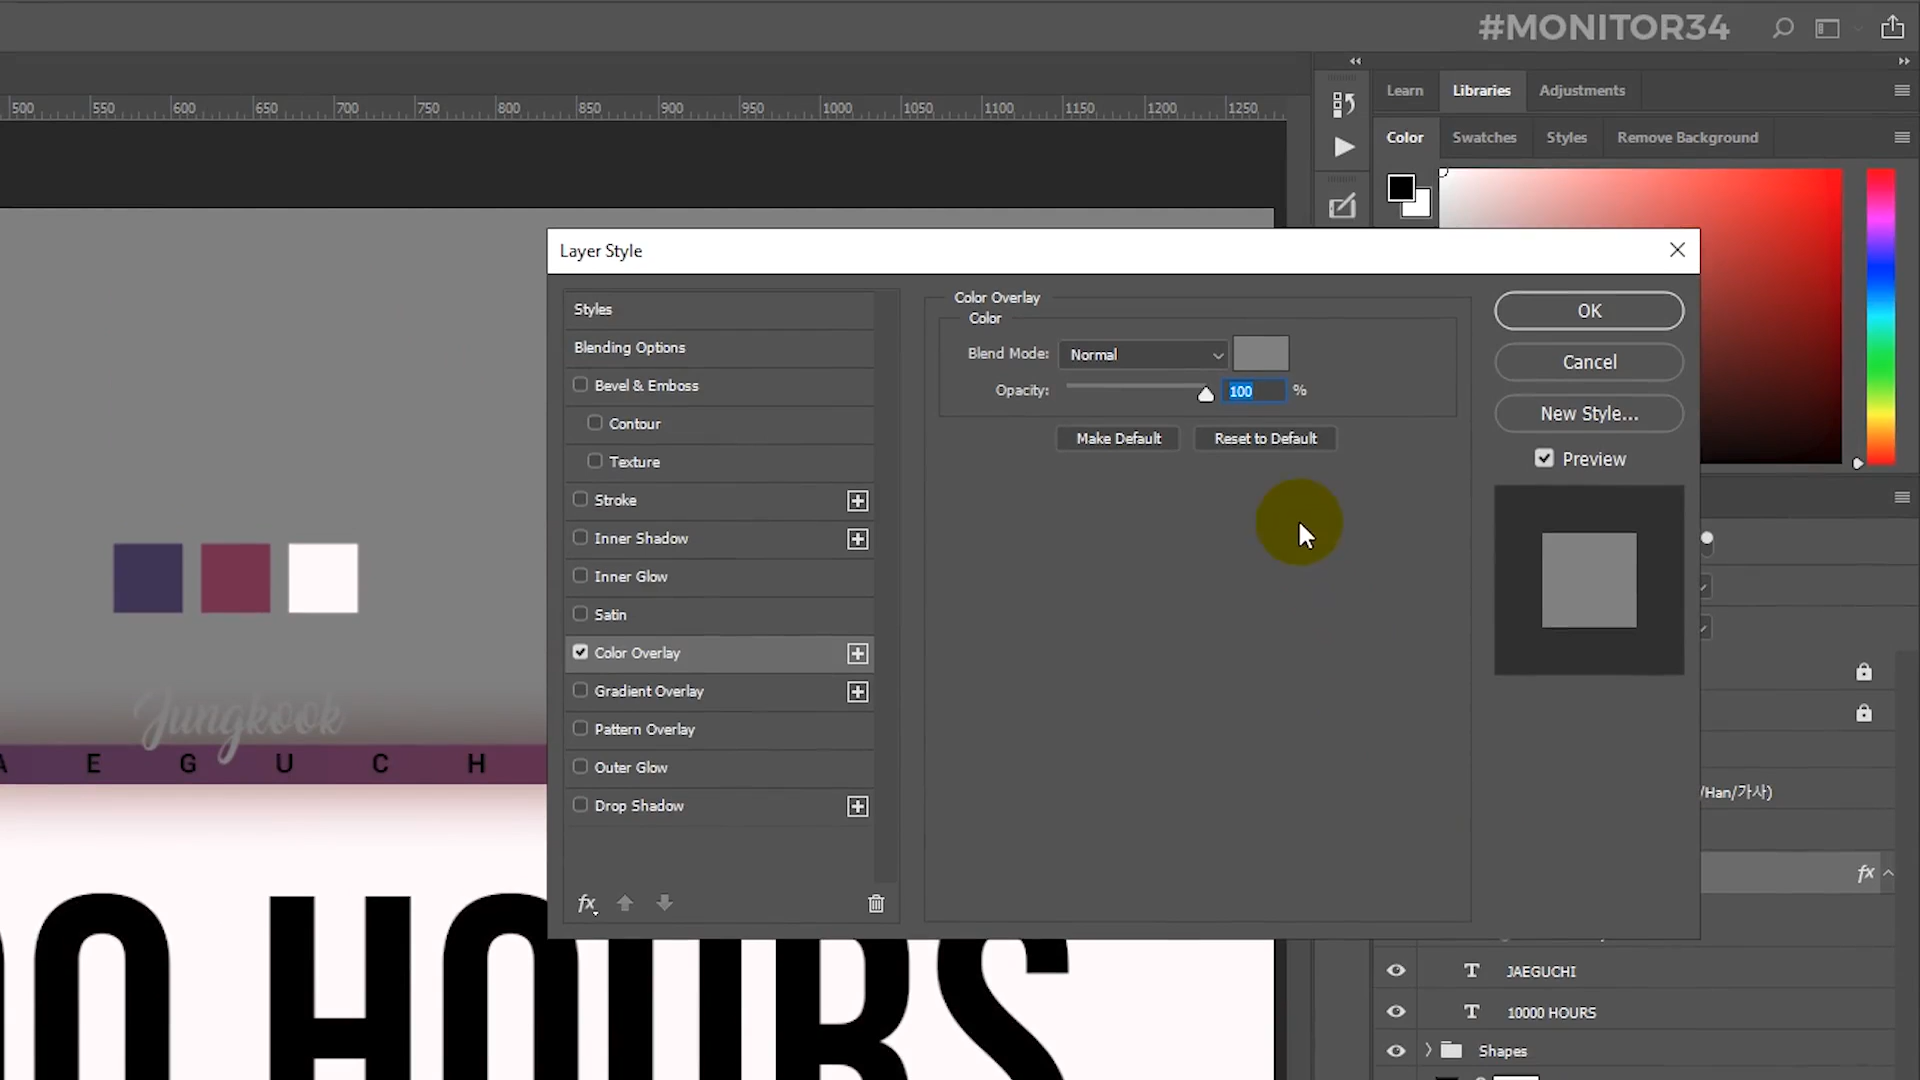 #MONITOR34
Learn Libraries Adjustments
500 550 600 650 700 750 800 850 900 950 1000 1050 1100 1150 1200 1250
Color Swatches Styles Remove Background
Layer Style
Styles
Blending Options
Bevel & Emboss
Contour
Texture
Stroke
Inner Shadow
Inner Glow
Satin
Color Overlay
Gradient Overlay
Pattern Overlay
Outer Glow
Drop Shadow
fx
Color Overlay
Color
Blend Mode: Normal
Opacity: 100 %
Make Default Reset to Default
OK
Cancel
New Style...
Preview
Jungkook
A E G U C H
00 HOURS
/Han/가사)
fx
T JAEGUCHI
T 10000 HOURS
Shapes